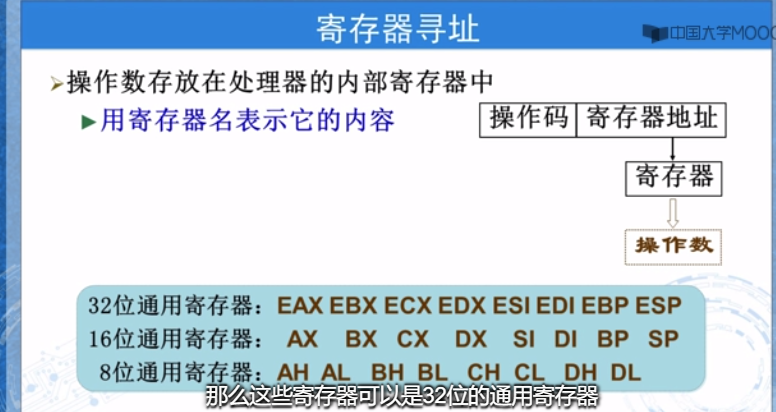 寄存器寻址
中国大学MOOC
操作数存放在处理器的内部寄存器中
用寄存器名表示它的内容
操作码 寄存器地址
寄存器
操作数
32位通用寄存器：EAX EBX ECX EDX ESI EDI EBP ESP
16位通用寄存器： AX BX CX DX SI DI BP SP
8位通用寄存器：AH AL BH BL CH CL DH DL
那么这些寄存器可以是32位的通用寄存器